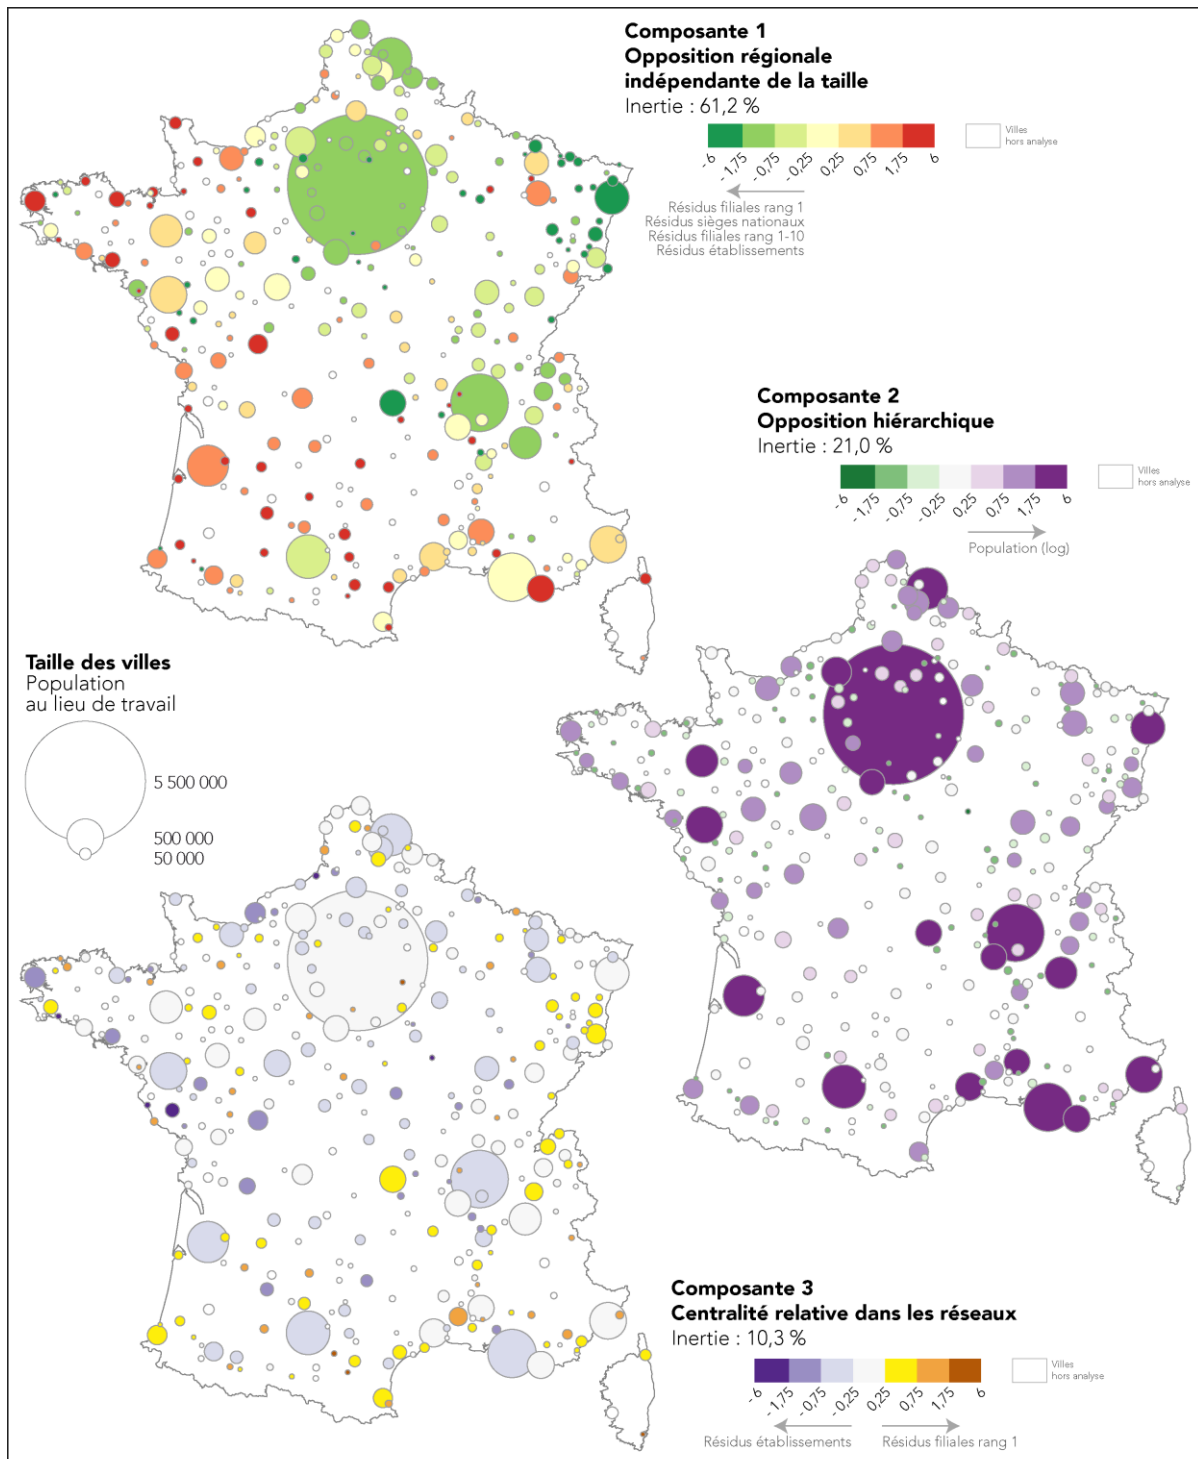 Composante 1
Opposition régionale
indépendante de la taille
Inertie : 61,2 %
Villes
hors analyse
-6
-1,75
-0,75
-0,25
0,25
0,75
1,75
6
Résidus filiales rang 1
Résidus sièges nationaux
Résidus filiales rang 1-10
Résidus établissements
Composante 2
Opposition hiérarchique
Inertie : 21,0 %
Villes
hors analyse
-6
-1,75
-0,75
-0,25
0,25
0,75
1,75
6
Population (log)
Taille des villes
Population
au lieu de travail
5 500 000
500 000
50 000
Composante 3
Centralité relative dans les réseaux
Inertie : 10,3 %
Villes
hors analyse
-6
-1,75
-0,75
-0,25
0,25
0,75
1,75
6
Résidus établissements
Résidus filiales rang 1